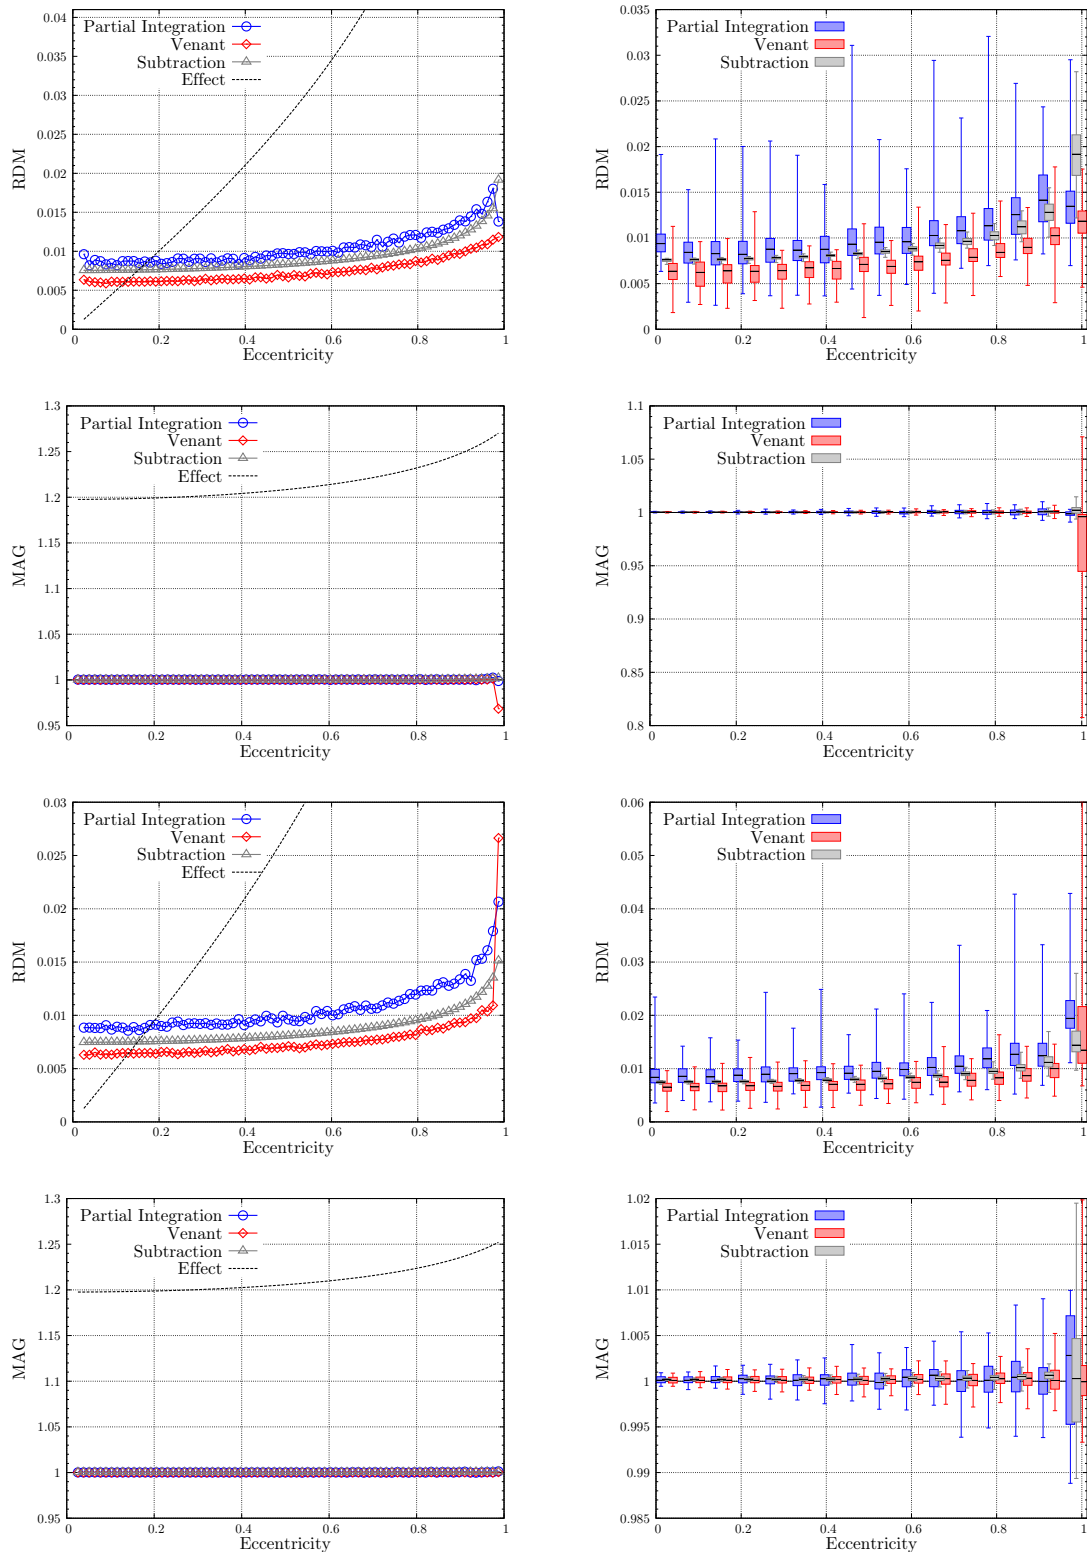 0.04
0.035
0.03
0.025
0.02
0.015
0.01
0.005
0
RDM
Partial Integration
Venant
Subtraction
Effect
0 0.2 0.4 0.6 0.8 1
Eccentricity
0.035
0.03
0.025
0.02
0.015
0.01
0.005
0
RDM
Partial Integration
Venant
Subtraction
0 0.2 0.4 0.6 0.8 1
Eccentricity
1.3
1.25
1.2
1.15
1.1
1.05
1
0.95
MAG
Partial Integration
Venant
Subtraction
Effect
0 0.2 0.4 0.6 0.8 1
Eccentricity
1.1
1.05
1
0.95
0.9
0.85
0.8
MAG
Partial Integration
Venant
Subtraction
0 0.2 0.4 0.6 0.8 1
Eccentricity
0.03
0.025
0.02
0.015
0.01
0.005
0
RDM
Partial Integration
Venant
Subtraction
Effect
0 0.2 0.4 0.6 0.8 1
Eccentricity
0.06
0.05
0.04
0.03
0.02
0.01
0
RDM
Partial Integration
Venant
Subtraction
0 0.2 0.4 0.6 0.8 1
Eccentricity
1.3
1.25
1.2
1.15
1.1
1.05
1
0.95
MAG
Partial Integration
Venant
Subtraction
Effect
0 0.2 0.4 0.6 0.8 1
Eccentricity
1.02
1.015
1.01
1.005
1
0.995
0.99
0.985
MAG
Partial Integration
Venant
Subtraction
0 0.2 0.4 0.6 0.8 1
Eccentricity